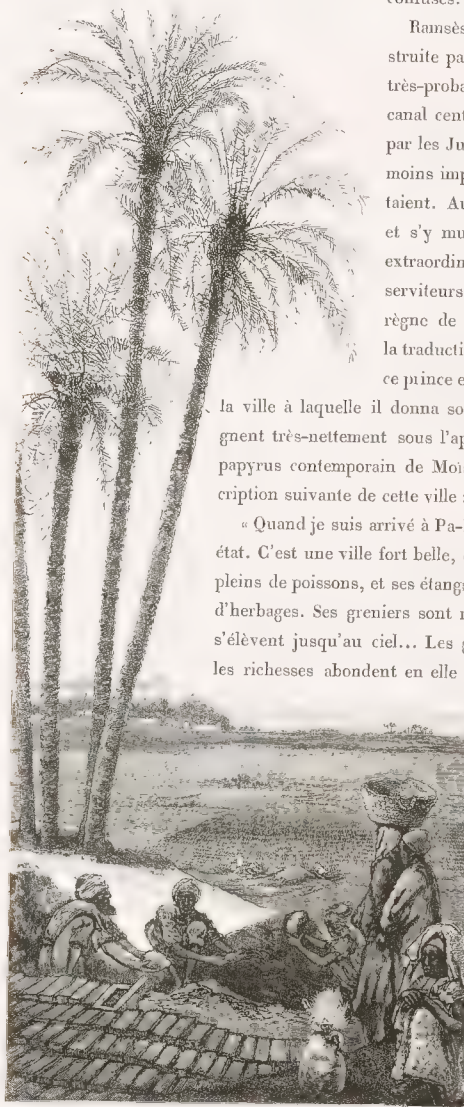 confuses.
Ramsès
struite pa
très-proba
canal cent
par les Ju
moins imp
taient. Au
et s'y mu
extraordin
serviteurs
règne de
la traducti
ce prince e
la ville à laquelle il donna so
gnent très-nettement sous l'ap
papyrus contemporain de Moï
cription suivante de cette ville
« Quand je suis arrivé à Pa-
état. C'est une ville fort belle,
pleins de poissons, et ses étang
d'herbages. Ses greniers sont
s'élèvent jusqu'au ciel... Les
les richesses abondent en elle